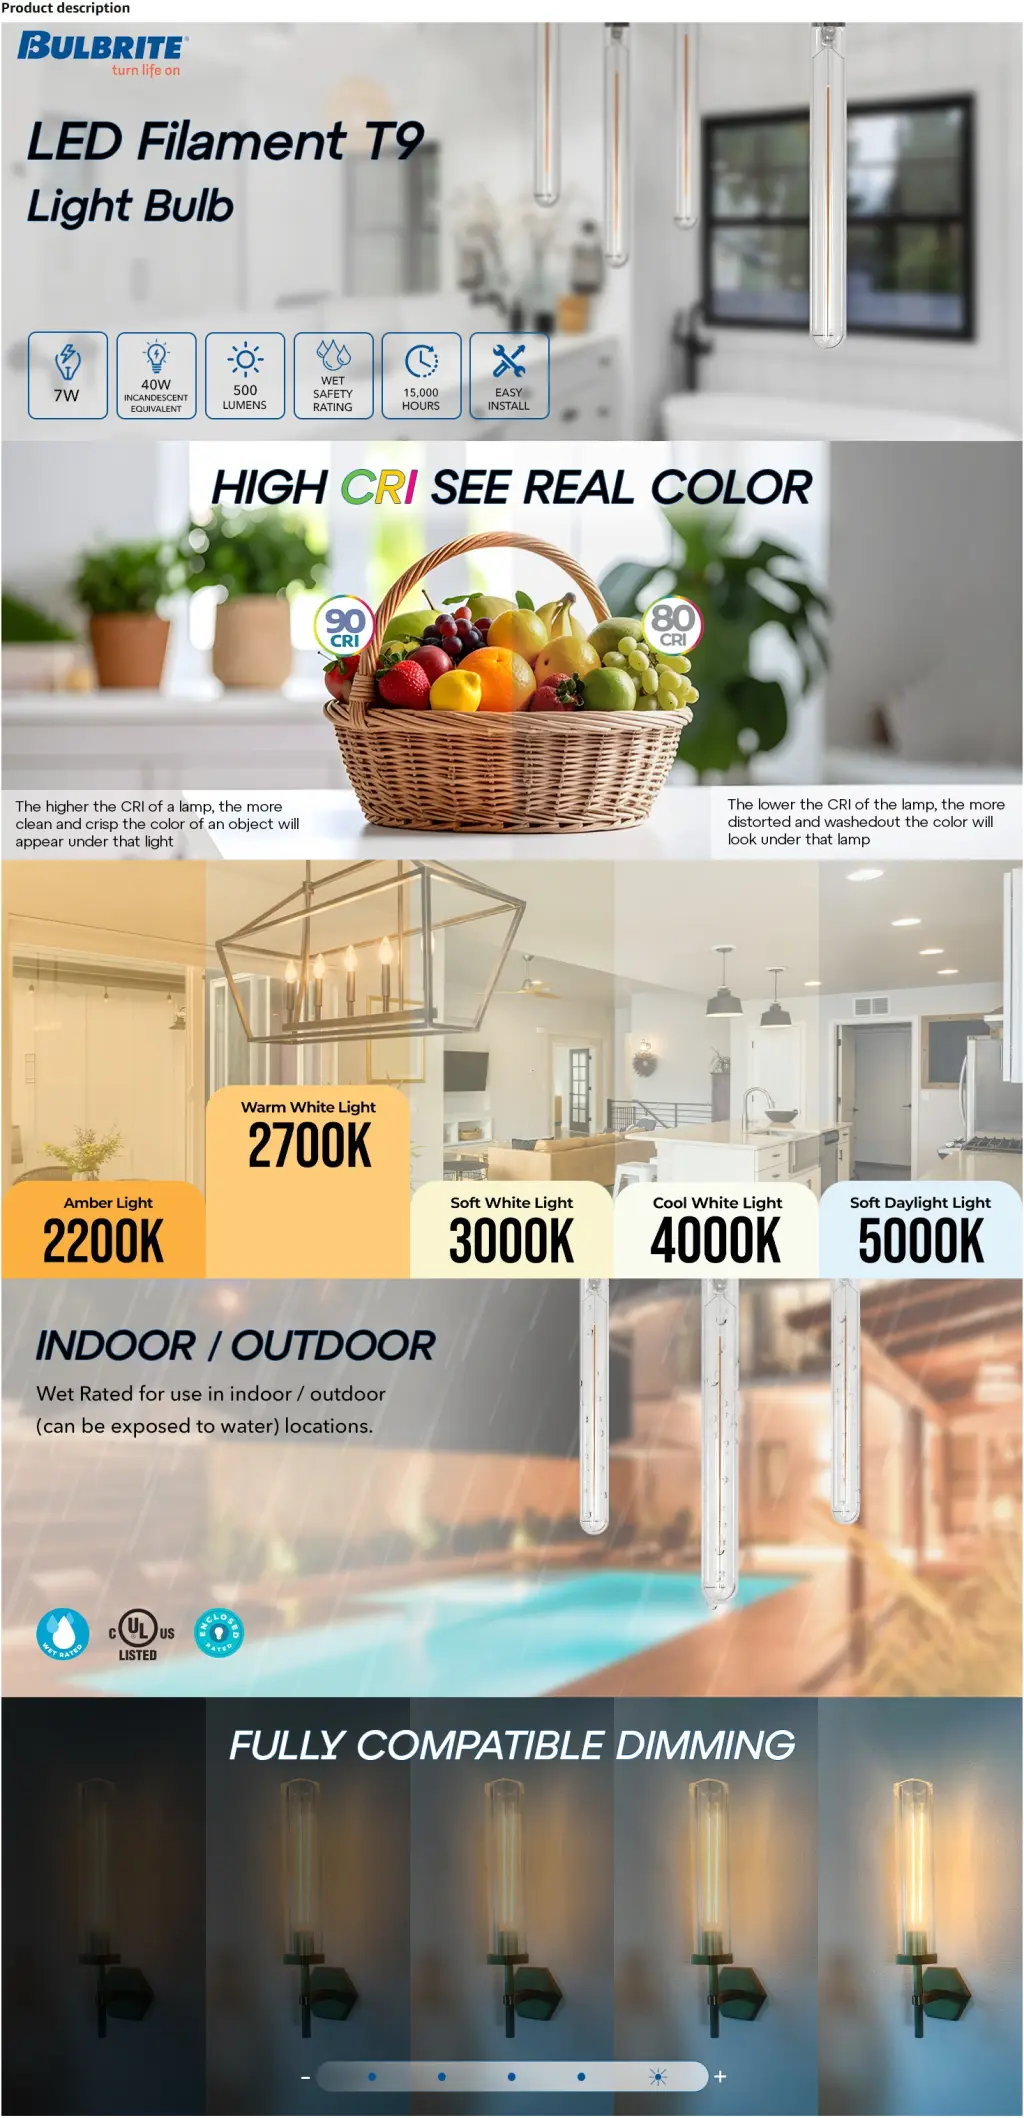 Product description
BULBRITE
turn life on
LED Filament T9
Light Bulb
7W
40W
INCANDESCENT
EQUIVALENT
500
LUMENS
WET
SAFETY
RATING
15,000
HOURS
EASY
INSTALL
HIGH CRI SEE REAL COLOR
90
CRI
80
CRI
The higher the CRI of a lamp, the more
clean and crisp the color of an object will
appear under that light
The lower the CRI of the lamp, the more
distorted and washedout the color will
look under that lamp
Amber Light
2200K
Warm White Light
2700K
Soft White Light
3000K
Cool White Light
4000K
Soft Daylight Light
5000K
INDOOR / OUTDOOR
Wet Rated for use in indoor / outdoor
(can be exposed to water) locations.
WET RATED
C UL US
LISTED
ENCLOSED
RATED
FULLY COMPATIBLE DIMMING
- +